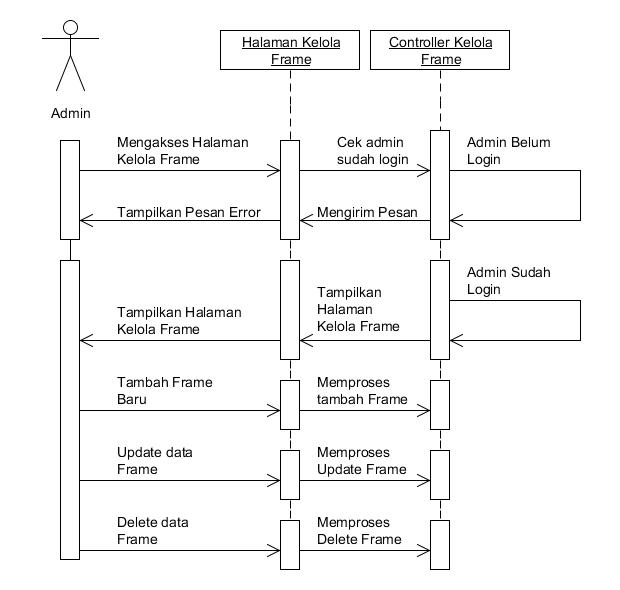 Halaman Kelola
Frame
Controller Kelola
Frame
Admin
Mengakses Halaman
Kelola Frame
Cek admin
sudah login
Admin Belum
Login
Tampilkan Pesan Error
Mengirim Pesan
Admin Sudah
Login
Tampilkan
Halaman
Kelola Frame
Tampilkan Halaman
Kelola Frame
Tambah Frame
Baru
Memproses
tambah Frame
Update data
Frame
Memproses
Update Frame
Delete data
Frame
Memproses
Delete Frame